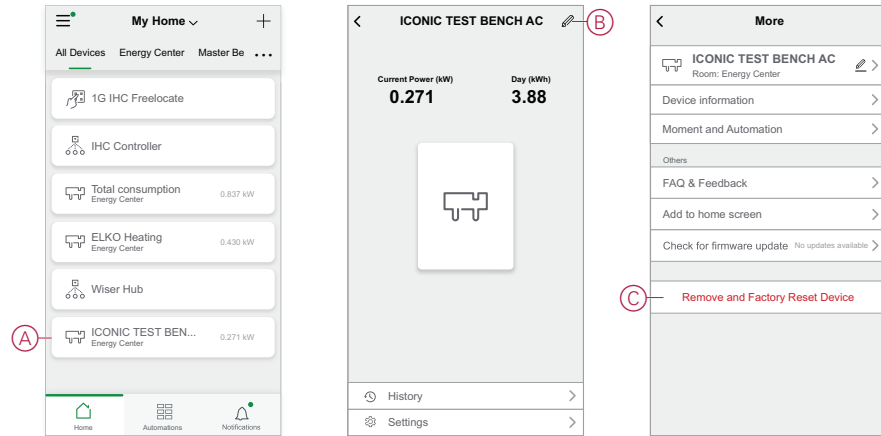 My Home
All Devices Energy Center Master Be ...
1G IHC Freelocate
IHC Controller
Total consumption
Energy Center
0.837 kW
ELKO Heating
Energy Center
0.430 kW
Wiser Hub
A
ICONIC TEST BEN...
Energy Center
0.271 kW
Home Automations Notifications
ICONIC TEST BENCH AC
B
Current Power (kW) Day (kWh)
0.271 3.88
History
Settings
More
ICONIC TEST BENCH AC
Room: Energy Center
Device information
Moment and Automation
Others
FAQ & Feedback
Add to home screen
Check for firmware update No updates available
C
Remove and Factory Reset Device